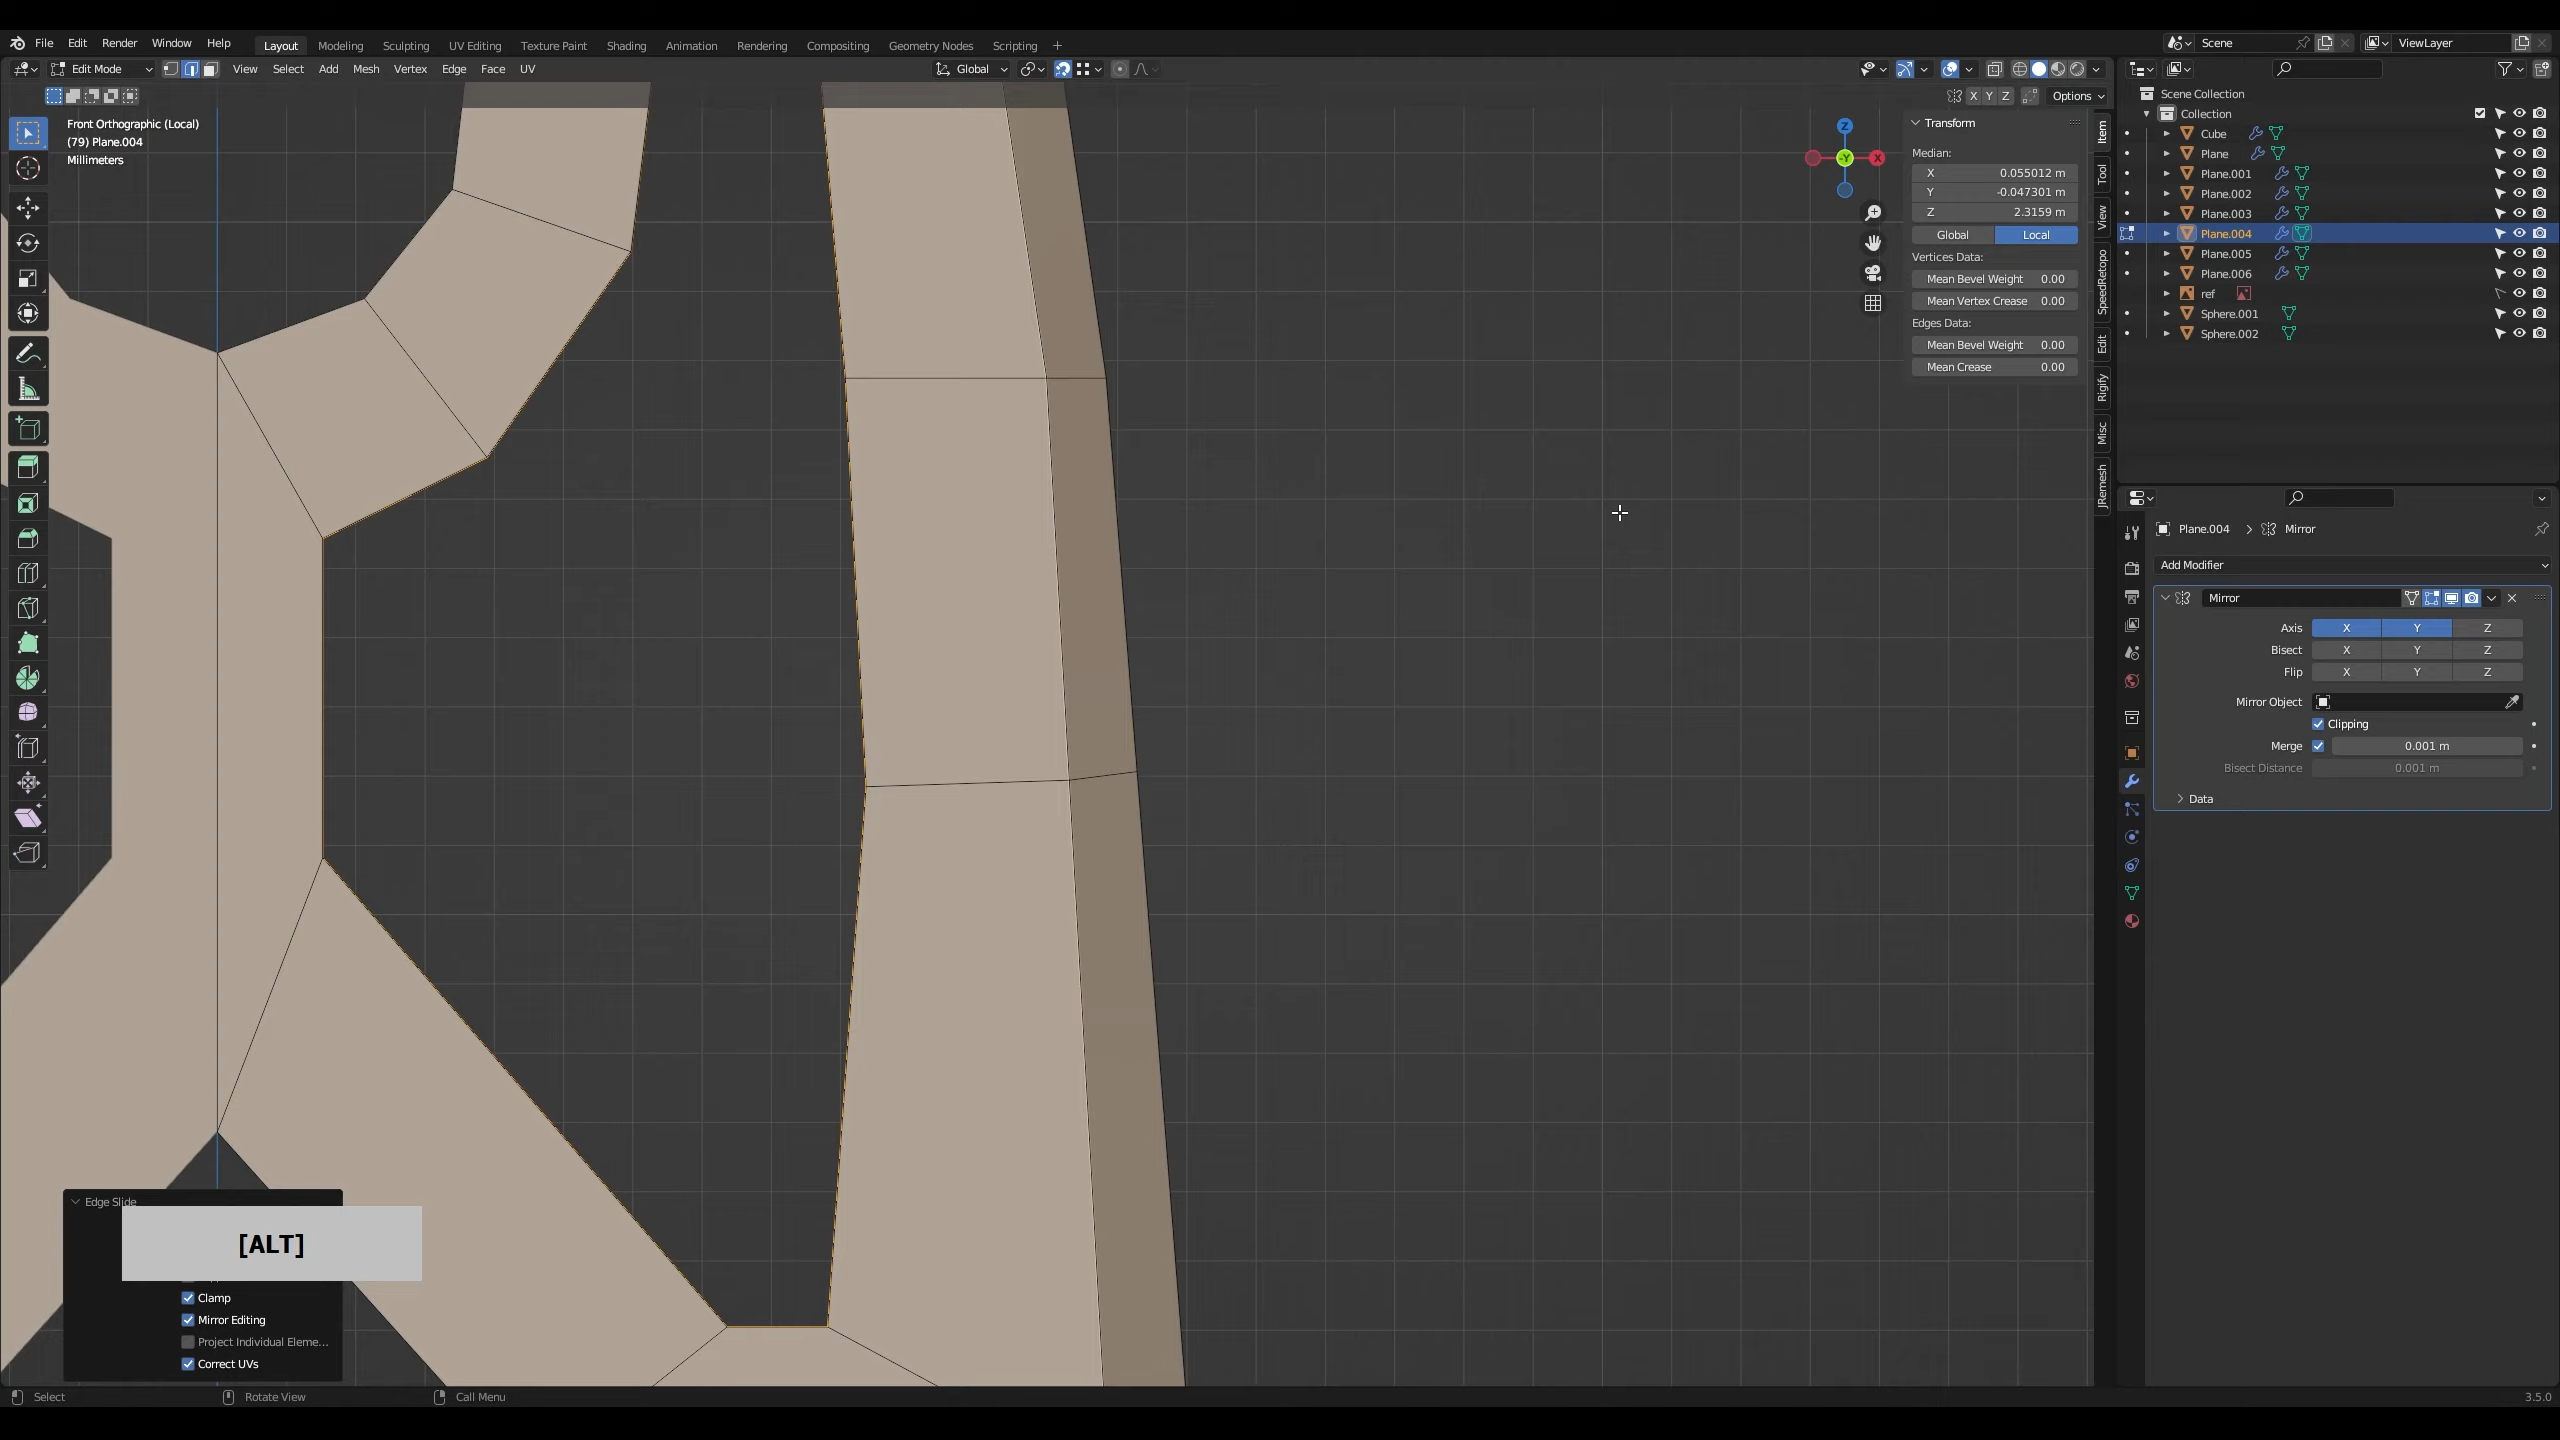 File Edit Render Window Help Layout Modeling Sculpting UV Editing Texture Paint Shading Animation Rendering Compositing Geometry Nodes Scripting + Scene ViewLayer
Edit Mode View Select Add Mesh Vertex Edge Face UV Global
X Y Z Options
Front Orthographic (Local)
(79) Plane.004
Millimeters
Z
-Y X
Transform
Median:
X 0.055012 m
Y -0.047301 m
Z 2.3159 m
Global Local
Vertices Data:
Mean Bevel Weight 0.00
Mean Vertex Crease 0.00
Edges Data:
Mean Bevel Weight 0.00
Mean Crease 0.00
Item
Tool
View
SpeedRetopo
Edit
Rigify
Misc
JRemesh
Scene Collection
Collection
Cube
Plane
Plane.001
Plane.002
Plane.003
Plane.004
Plane.005
Plane.006
ref
Sphere.001
Sphere.002
Plane.004 Mirror
Add Modifier
Mirror
Axis X Y Z
Bisect X Y Z
Flip X Y Z
Mirror Object
Clipping
Merge 0.001 m
Bisect Distance 0.001 m
Data
Edge Slide
[ALT]
Clamp
Mirror Editing
Project Individual Eleme...
Correct UVs
Select Rotate View Call Menu 3.5.0